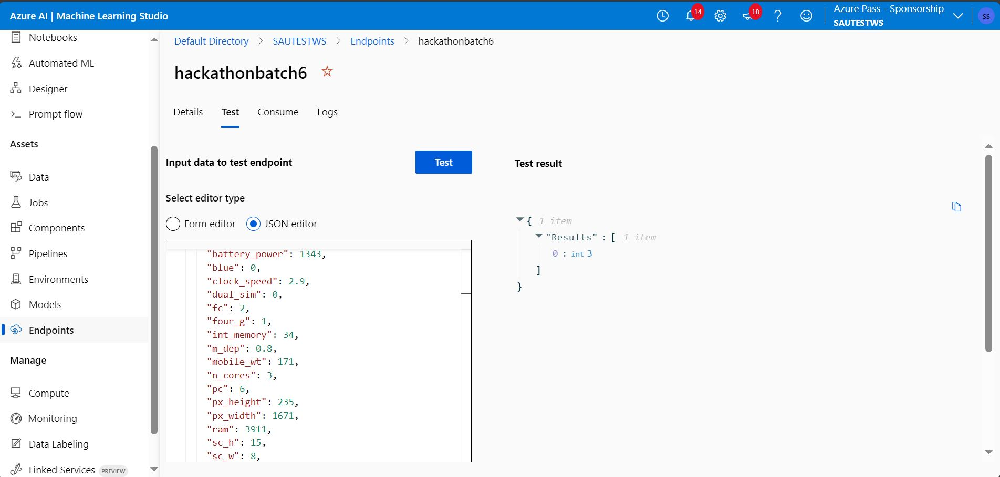 Azure AI | Machine Learning Studio
14
18
?
Azure Pass - Sponsorship
SAUTESTWS
SS
Notebooks
Automated ML
Designer
Prompt flow
Assets
Data
Jobs
Components
Pipelines
Environments
Models
Endpoints
Manage
Compute
Monitoring
Data Labeling
Linked Services PREVIEW
Default Directory > SAUTESTWS > Endpoints > hackathonbatch6
hackathonbatch6
Details Test Consume Logs
Input data to test endpoint
Test
Select editor type
Form editor JSON editor
"battery_power": 1343,
"blue": 0,
"clock_speed": 2.9,
"dual_sim": 0,
"fc": 2,
"four_g": 1,
"int_memory": 34,
"m_dep": 0.8,
"mobile_wt": 171,
"n_cores": 3,
"pc": 6,
"px_height": 235,
"px_width": 1671,
"ram": 3911,
"sc_h": 15,
"sc_w": 8,
Test result
{ 1 item
"Results" : [ 1 item
0 : int 3
]
}